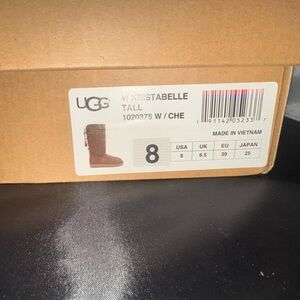 UGG
W KRISTABELLE
TALL
1020375 W / CHE
MADE IN VIETNAM
8
USA UK EU JAPAN
8 6.5 39 25